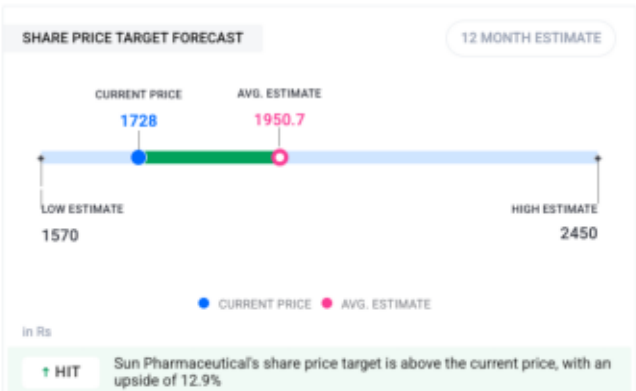 SHARE PRICE TARGET FORECAST
12 MONTH ESTIMATE
CURRENT PRICE
AVG. ESTIMATE
1728
1950.7
LOW ESTIMATE
HIGH ESTIMATE
1570
2450
CURRENT PRICE
AVG. ESTIMATE
in Rs
↑ HIT
Sun Pharmaceutical's share price target is above the current price, with an
upside of 12.9%